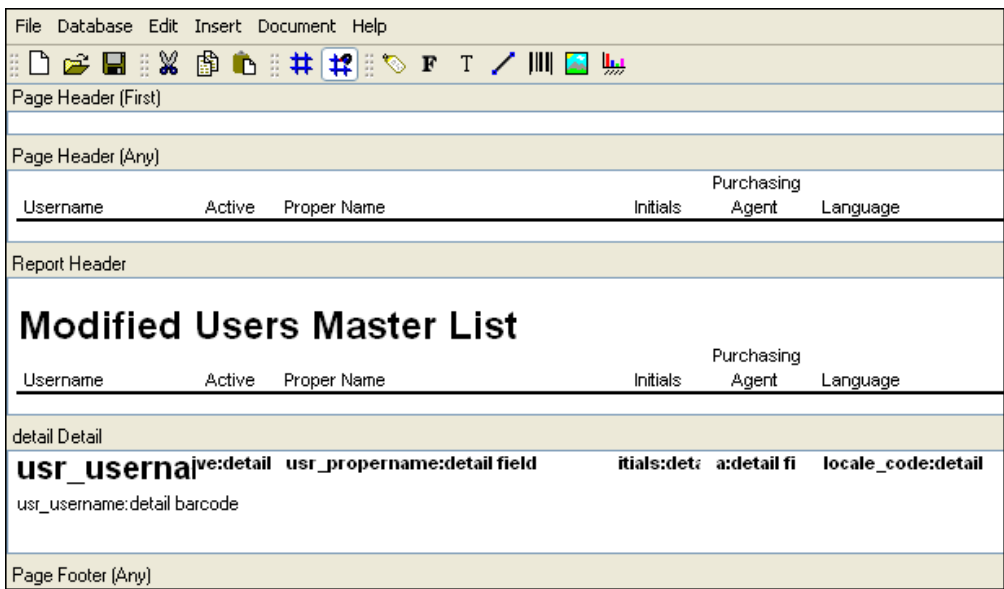 File Database Edit Insert Document Help
F T
Page Header (First)
Page Header (Any)
Purchasing
Username Active Proper Name Initials Agent Language
Report Header
Modified Users Master List
Purchasing
Username Active Proper Name Initials Agent Language
detail Detail
usr_userna ve:detail usr_propername:detail field itials:deta a:detail fi locale_code:detail
usr_username:detail barcode
Page Footer (Any)